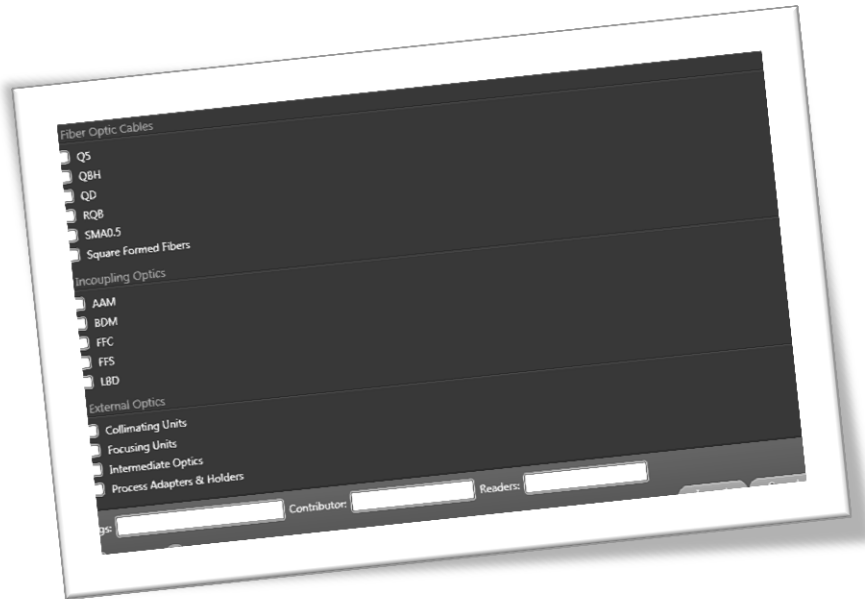 Fiber Optic Cables
Q5
QBH
QD
RQB
SMA0.5
Square Formed Fibers
Incoupling Optics
AAM
BDM
FFC
FFS
LBD
External Optics
Collimating Units
Focusing Units
Intermediate Optics
Process Adapters & Holders
gs: Contributor: Readers: